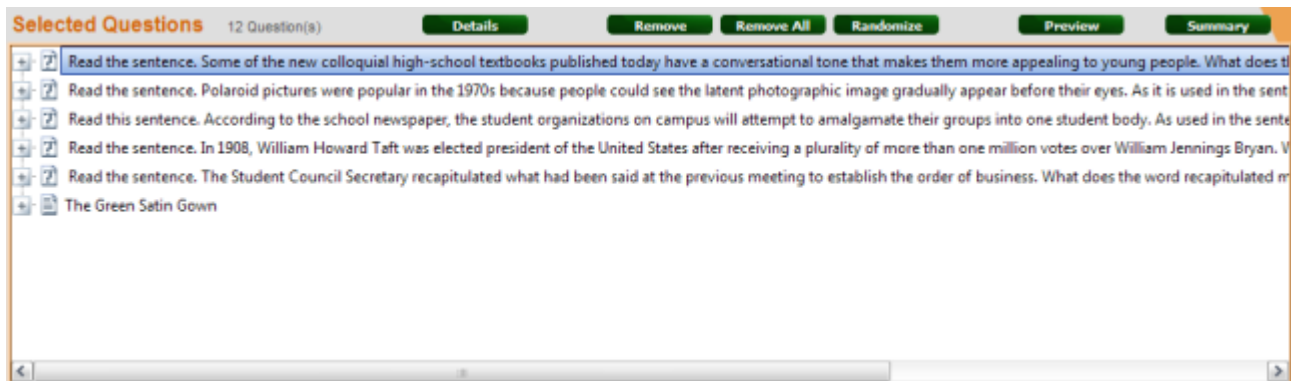 Selected Questions 12 Question(s) Details Remove Remove All Randomize Preview Summary
Read the sentence. Some of the new colloquial high-school textbooks published today have a conversational tone that makes them more appealing to young people. What does t
Read the sentence. Polaroid pictures were popular in the 1970s because people could see the latent photographic image gradually appear before their eyes. As it is used in the sent
Read this sentence. According to the school newspaper, the student organizations on campus will attempt to amalgamate their groups into one student body. As used in the sente
Read the sentence. In 1908, William Howard Taft was elected president of the United States after receiving a plurality of more than one million votes over William Jennings Bryan. W
Read the sentence. The Student Council Secretary recapitulated what had been said at the previous meeting to establish the order of business. What does the word recapitulated m
The Green Satin Gown